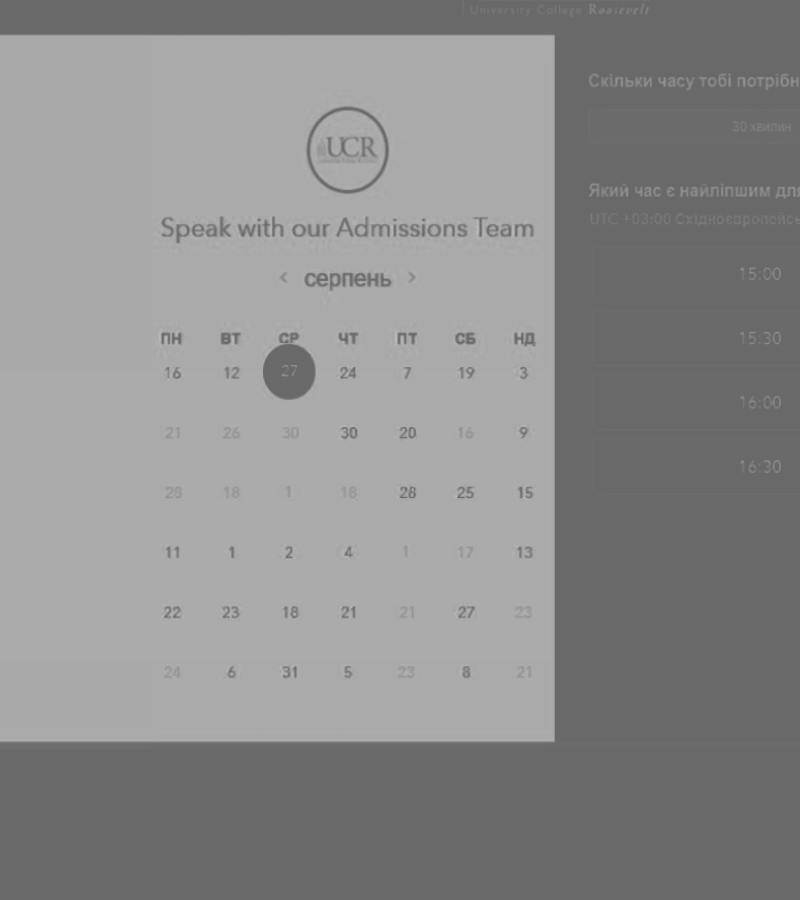 University College Roosevelt
UCR
Speak with our Admissions Team
< серпень >
ПН ВТ СР ЧТ ПТ СБ НД
16 12 27 24 7 19 3
21 26 30 30 20 16 9
28 18 1 18 28 25 15
11 1 2 4 1 17 13
22 23 18 21 21 27 23
24 6 31 5 23 8 21
Скільки часу тобі потрібн
30 хвилин
Який час є найліпшим для
UTC +03:00 Східноєвропейсь
15:00
15:30
16:00
16:30